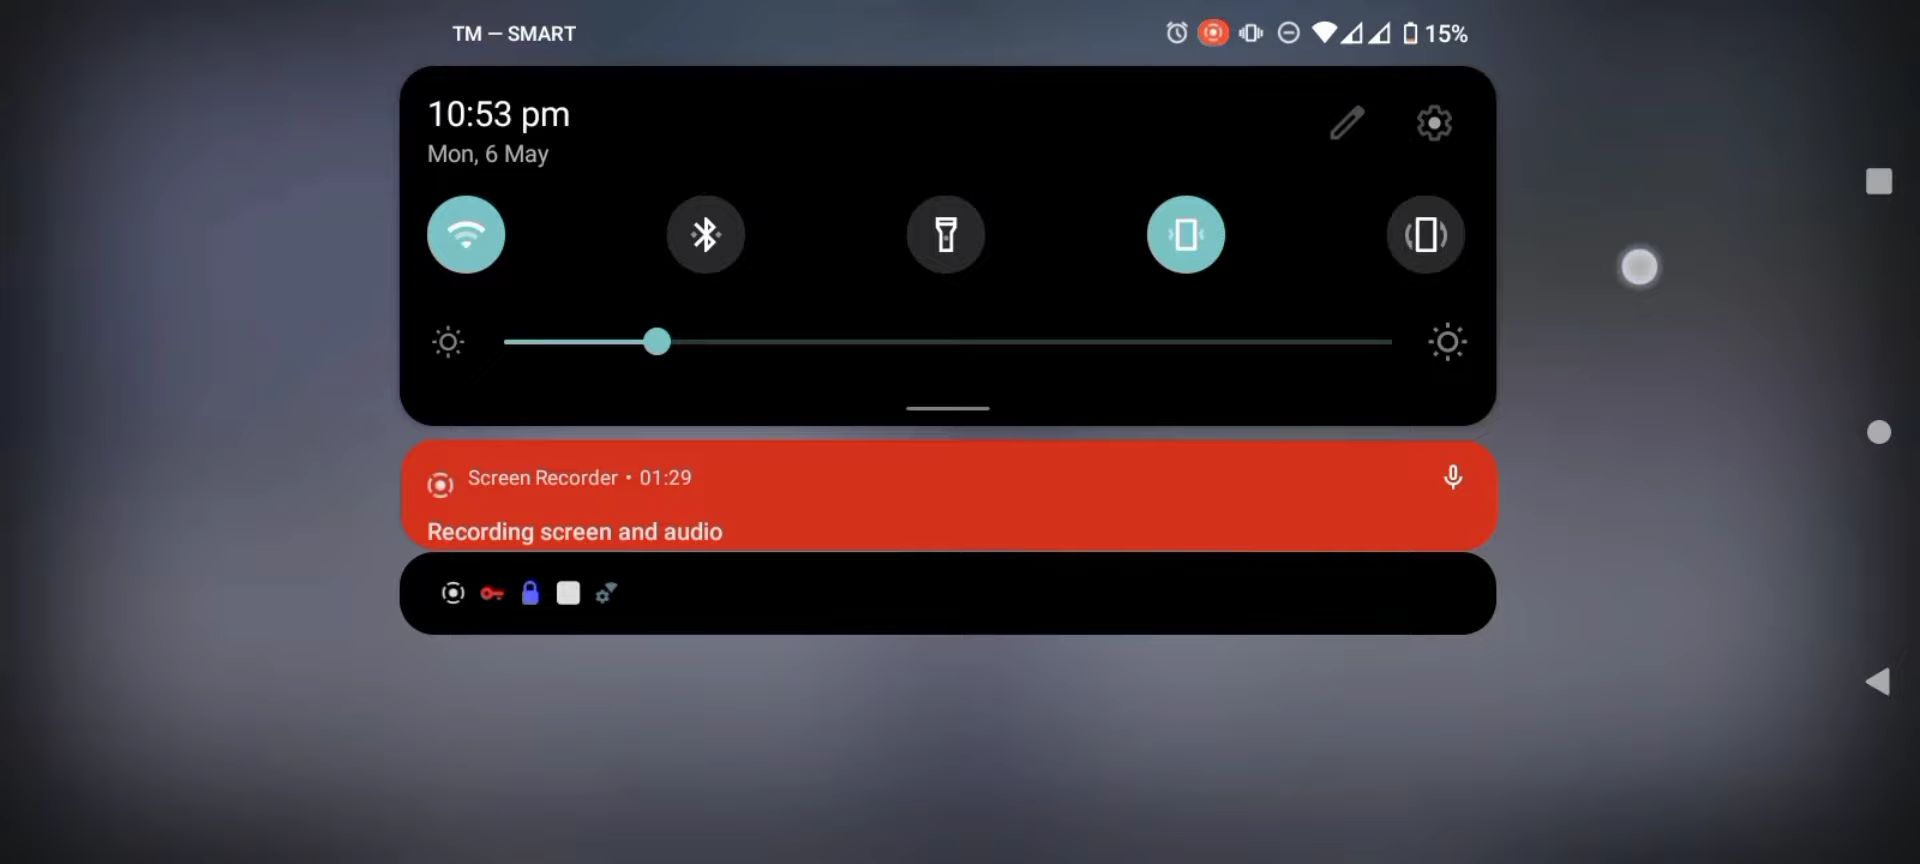 TM — SMART
15%
10:53 pm
Mon, 6 May
Screen Recorder • 01:29
Recording screen and audio